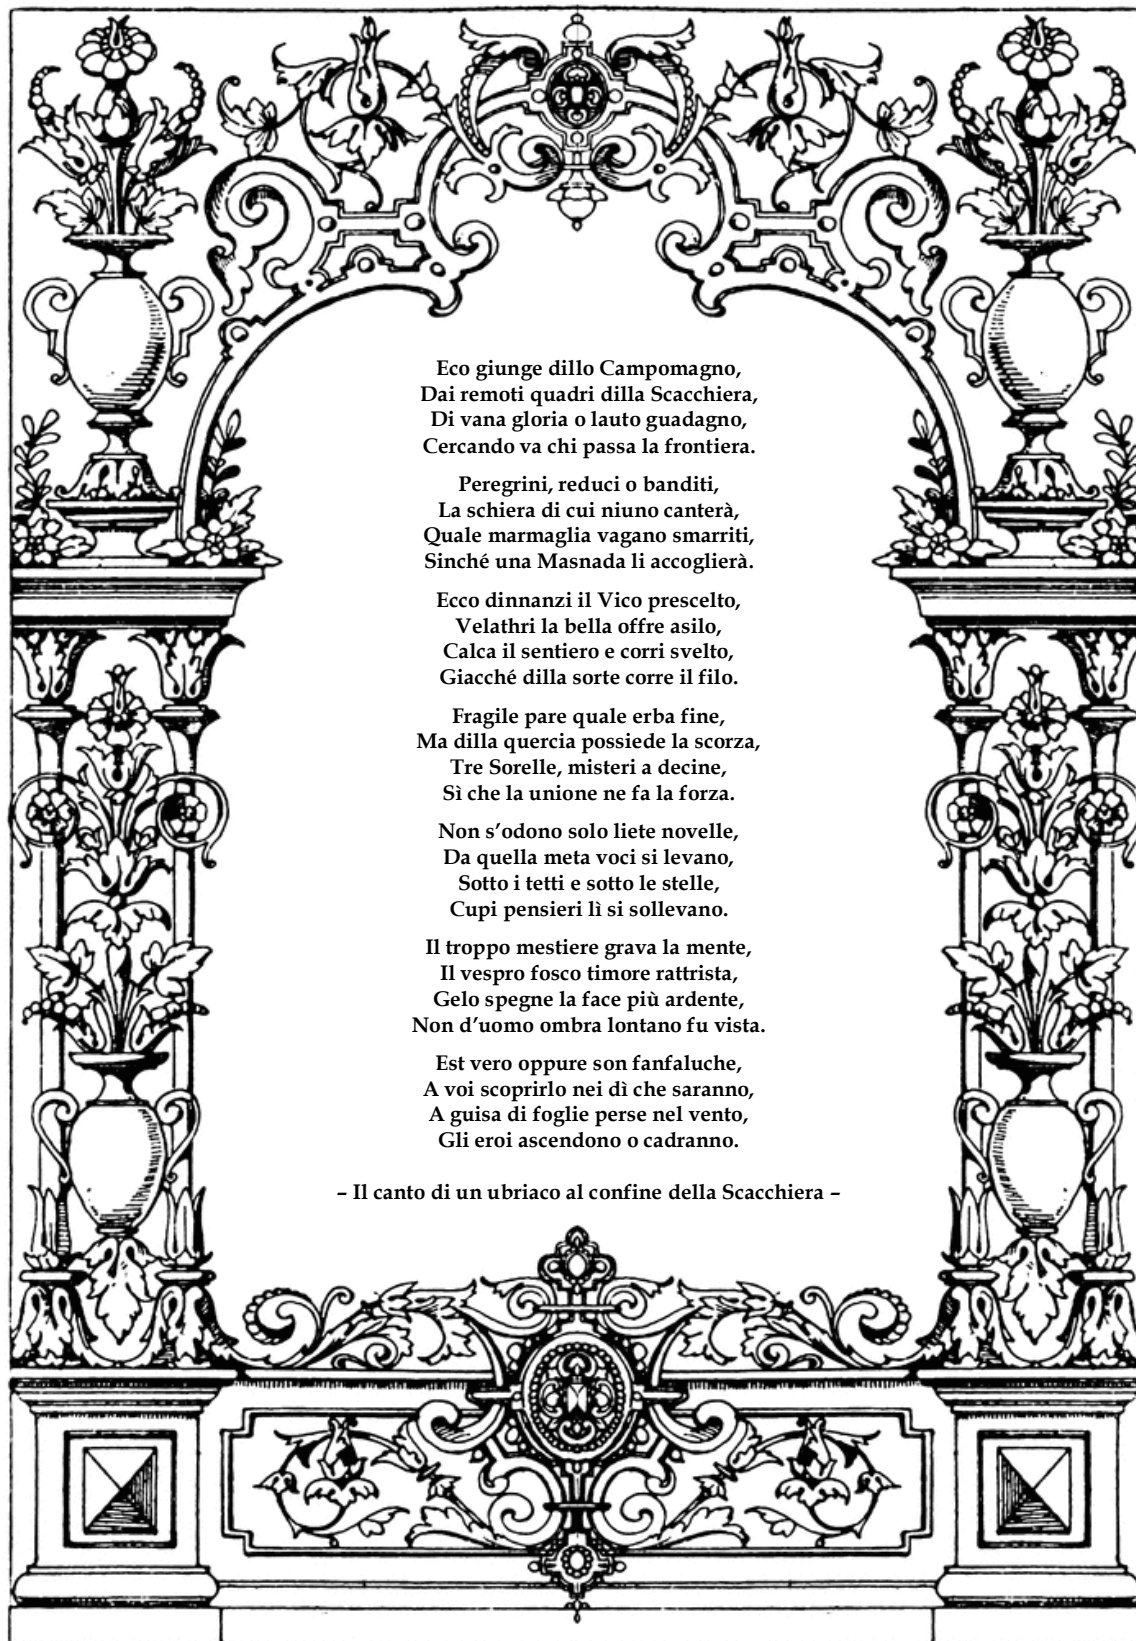 Eco giunge dillo Campomagno,
Dai remoti quadri dilla Scacchiera,
Di vana gloria o lauto guadagno,
Cercando va chi passa la frontiera.
Peregrini, reduci o banditi,
La schiera di cui niuno canterà,
Quale marmaglia vagano smarriti,
Sinché una Masnada li accoglierà.
Ecco dinnanzi il Vico prescelto,
Velathri la bella offre asilo,
Calca il sentiero e corri svelto,
Giacché dilla sorte corre il filo.
Fragile pare quale erba fine,
Ma dilla quercia possiede la scorza,
Tre Sorelle, misteri a decine,
Sì che la unione ne fa la forza.
Non s’odono solo liete novelle,
Da quella meta voci si levano,
Sotto i tetti e sotto le stelle,
Cupi pensieri lì si sollevano.
Il troppo mestiere grava la mente,
Il vespro fosco timore rattrista,
Gelo spegne la face più ardente,
Non d’uomo ombra lontano fu vista.
Est vero oppure son fanfaluche,
A voi scoprirlo nei dì che saranno,
A guisa di foglie perse nel vento,
Gli eroi ascendono o cadranno.
– Il canto di un ubriaco al confine della Scacchiera –